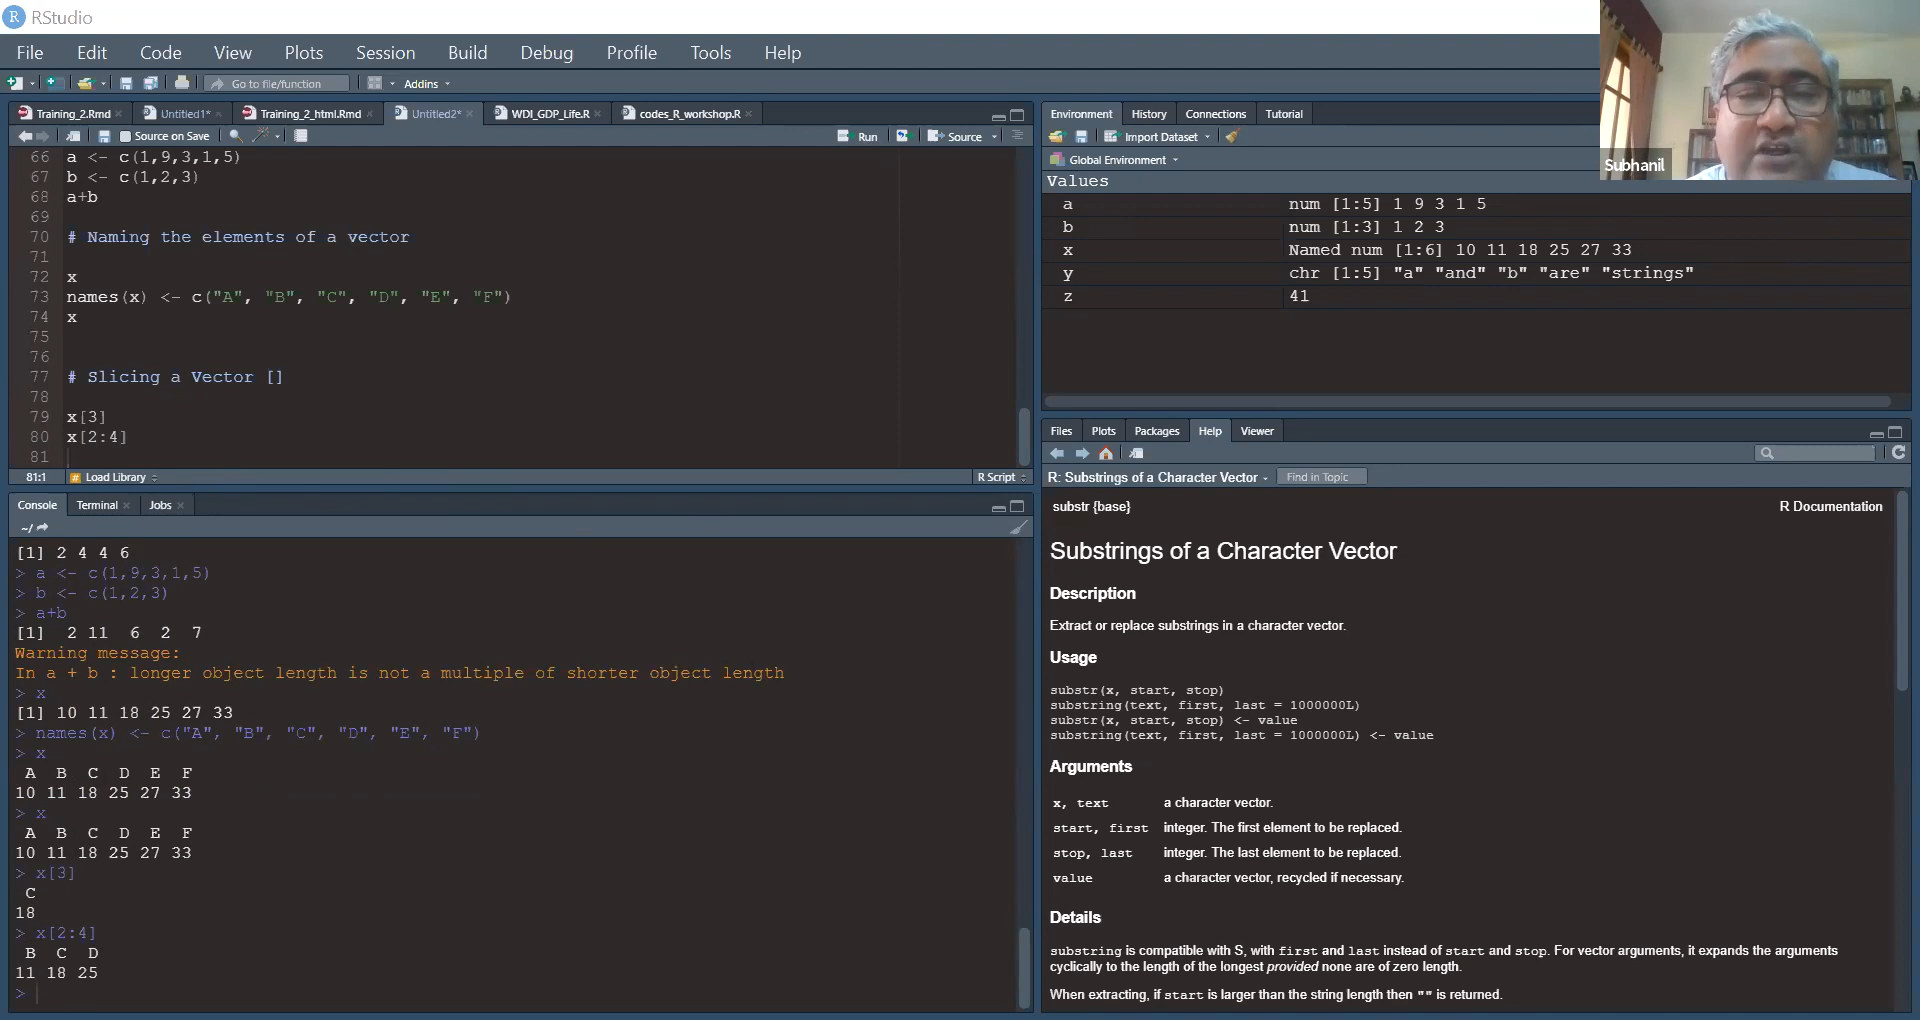 RStudio
File Edit Code View Plots Session Build Debug Profile Tools Help
Go to file/function Addins
Training_2.Rmd Untitled1* Training_2_html.Rmd Untitled2* WDI_GDP_Life.R codes_R_workshop.R
Source on Save Run Source
66 a <- c(1,9,3,1,5)
67 b <- c(1,2,3)
68 a+b
69
70 # Naming the elements of a vector
71
72 x
73 names(x) <- c("A", "B", "C", "D", "E", "F")
74 x
75
76
77 # Slicing a Vector []
78
79 x[3]
80 x[2:4]
81
81:1 # Load Library R Script
Console Terminal Jobs
~/
[1] 2 4 4 6
> a <- c(1,9,3,1,5)
> b <- c(1,2,3)
> a+b
[1] 2 11 6 2 7
Warning message:
In a + b : longer object length is not a multiple of shorter object length
> x
[1] 10 11 18 25 27 33
> names(x) <- c("A", "B", "C", "D", "E", "F")
> x
A B C D E F
10 11 18 25 27 33
> x
A B C D E F
10 11 18 25 27 33
> x[3]
C
18
> x[2:4]
B C D
11 18 25
>
Environment History Connections Tutorial
Import Dataset
Global Environment
Values
a num [1:5] 1 9 3 1 5
b num [1:3] 1 2 3
x Named num [1:6] 10 11 18 25 27 33
y chr [1:5] "a" "and" "b" "are" "strings"
z 41
Subhanil
Files Plots Packages Help Viewer
R: Substrings of a Character Vector Find in Topic
substr {base} R Documentation
Substrings of a Character Vector
Description
Extract or replace substrings in a character vector.
Usage
substr(x, start, stop)
substring(text, first, last = 1000000L)
substr(x, start, stop) <- value
substring(text, first, last = 1000000L) <- value
Arguments
x, text a character vector.
start, first integer. The first element to be replaced.
stop, last integer. The last element to be replaced.
value a character vector, recycled if necessary.
Details
substring is compatible with S, with first and last instead of start and stop. For vector arguments, it expands the arguments
cyclically to the length of the longest provided none are of zero length.
When extracting, if start is larger than the string length then "" is returned.